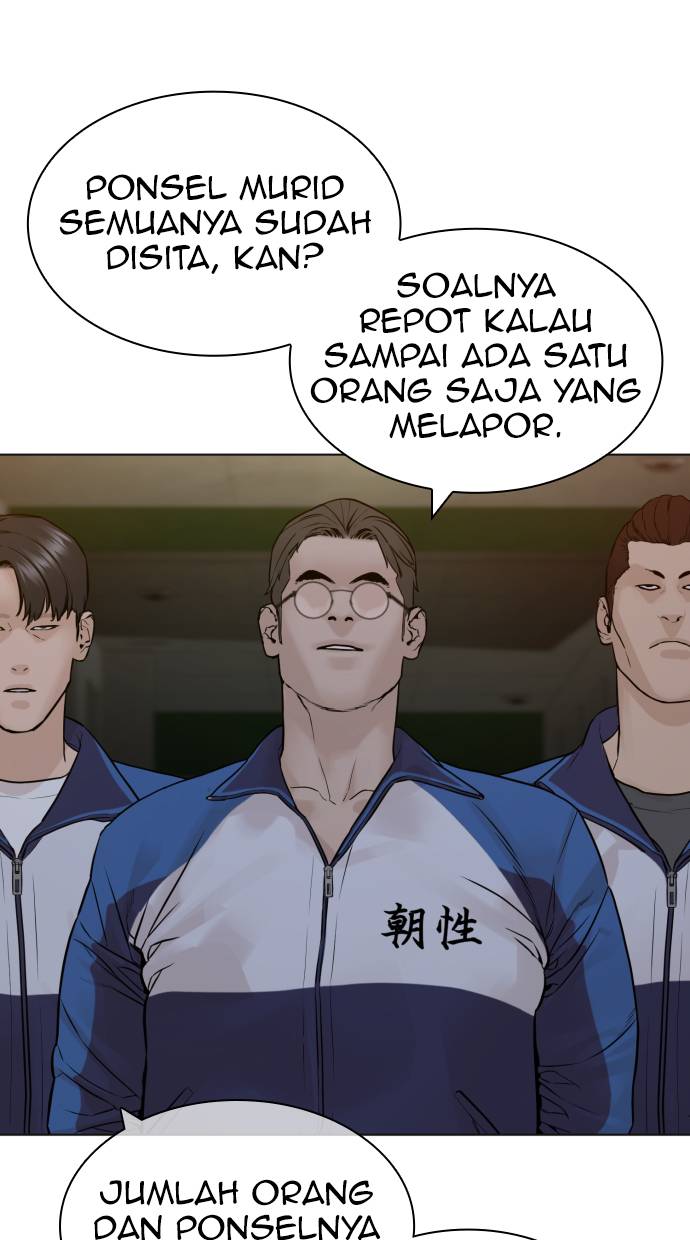 PONSEL MURID
SEMUANYA SUDAH
DISITA, KAN?
SOALNYA
REPOT KALAU
SAMPAI ADA SATU
ORANG SAJA YANG
MELAPOR.
朝性
JUMLAH ORANG
DAN PONSELNYA